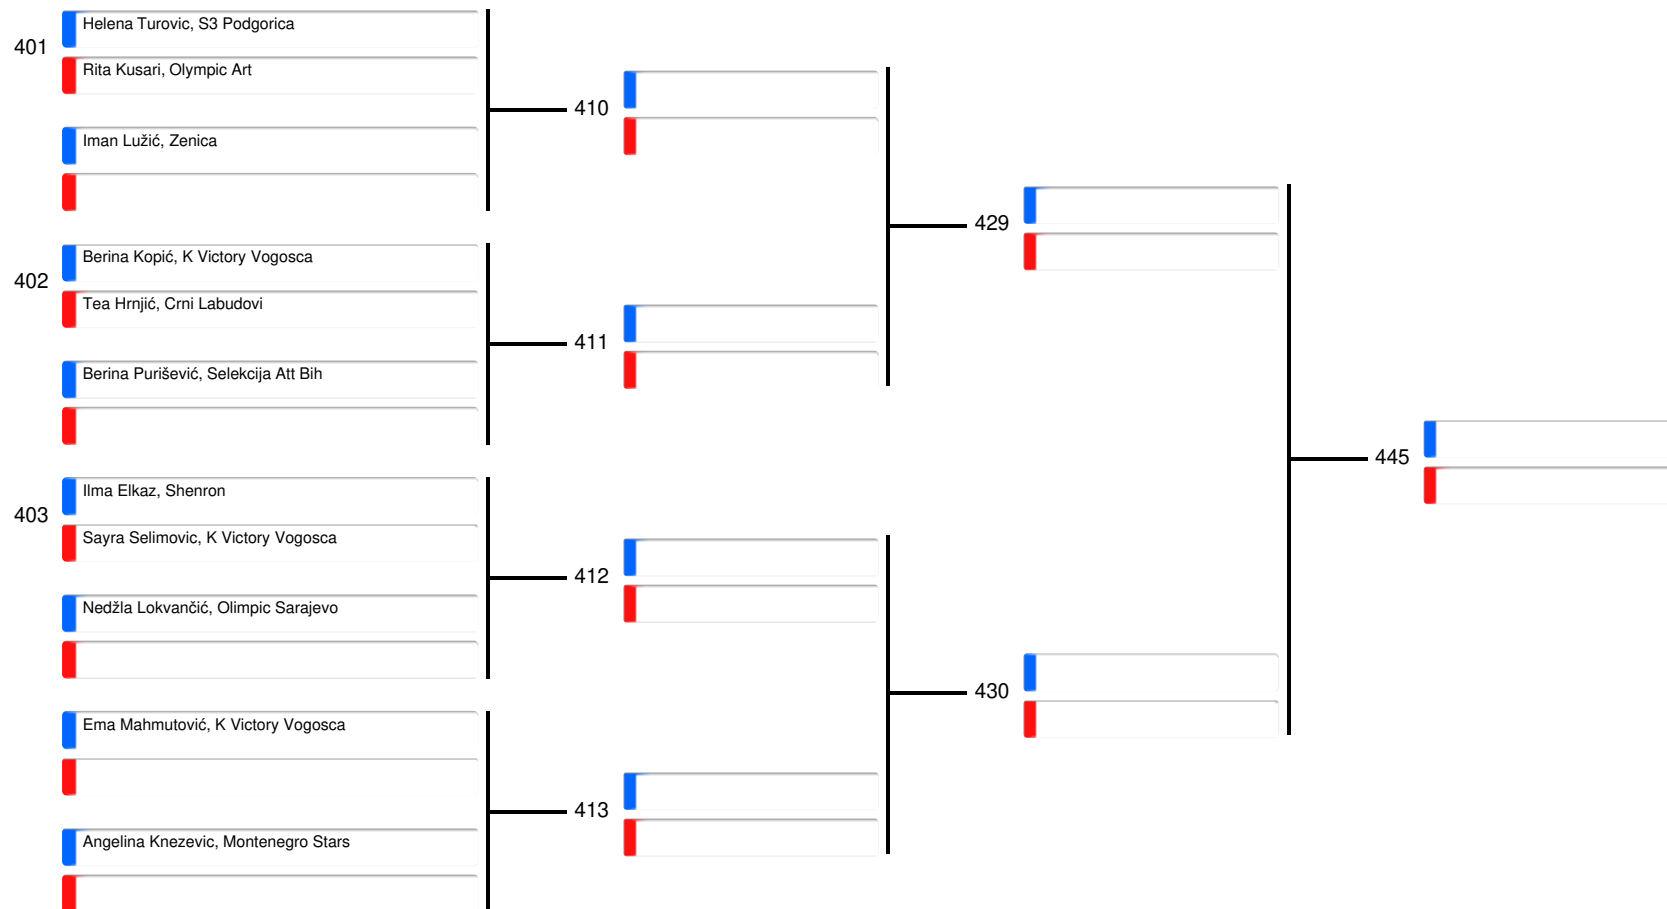 Helena Turovic, S3 Podgorica
401
Rita Kusari, Olympic Art
410
Iman Lužić, Zenica
429
Berina Kopić, K Victory Vogosca
402
Tea Hrnjić, Crni Labudovi
411
Berina Purišević, Selekcija Att Bih
445
Ilma Elkaz, Shenron
403
Sayra Selimovic, K Victory Vogosca
412
Nedžla Lokvančić, Olimpic Sarajevo
430
Ema Mahmutović, K Victory Vogosca
413
Angelina Knezevic, Montenegro Stars